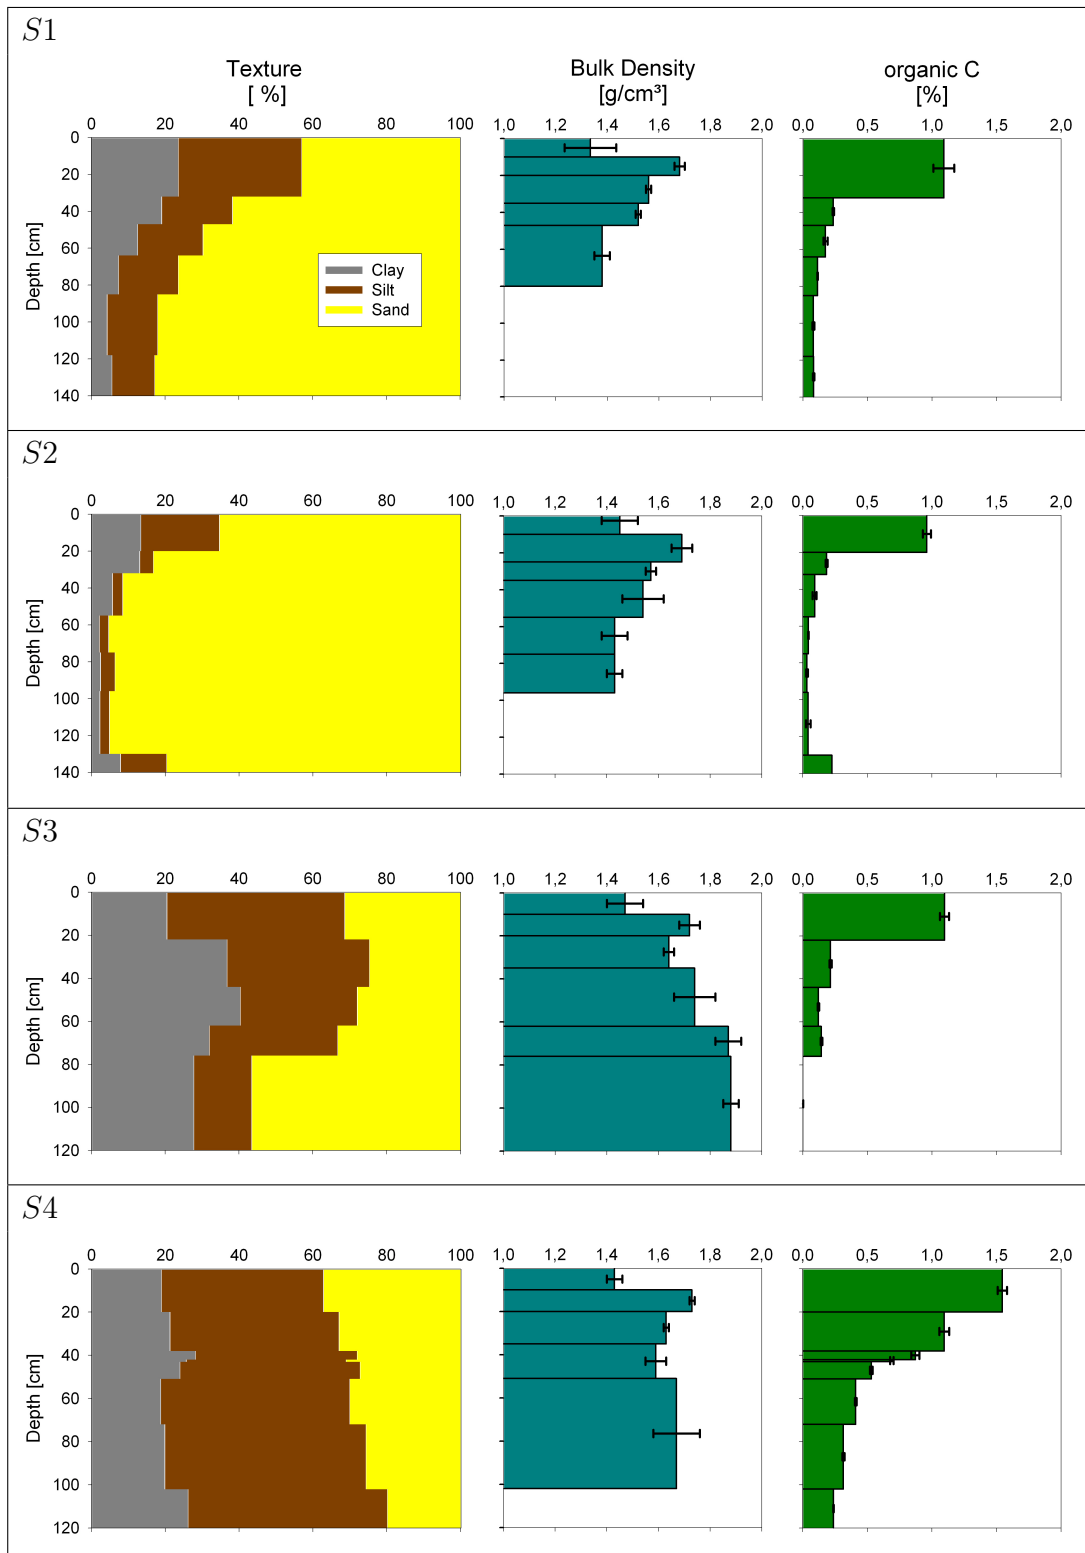 S1
Texture
[ %]
Bulk Density
[g/cm³]
organic C
[%]
0 20 40 60 80 100
1,0 1,2 1,4 1,6 1,8 2,0
0,0 0,5 1,0 1,5 2,0
0
20
40
60
80
100
120
140
Depth [cm]
Clay
Silt
Sand
S2
0 20 40 60 80 100
1,0 1,2 1,4 1,6 1,8 2,0
0,0 0,5 1,0 1,5 2,0
0
20
40
60
80
100
120
140
Depth [cm]
S3
0 20 40 60 80 100
1,0 1,2 1,4 1,6 1,8 2,0
0,0 0,5 1,0 1,5 2,0
0
20
40
60
80
100
120
Depth [cm]
S4
0 20 40 60 80 100
1,0 1,2 1,4 1,6 1,8 2,0
0,0 0,5 1,0 1,5 2,0
0
20
40
60
80
100
120
Depth [cm]